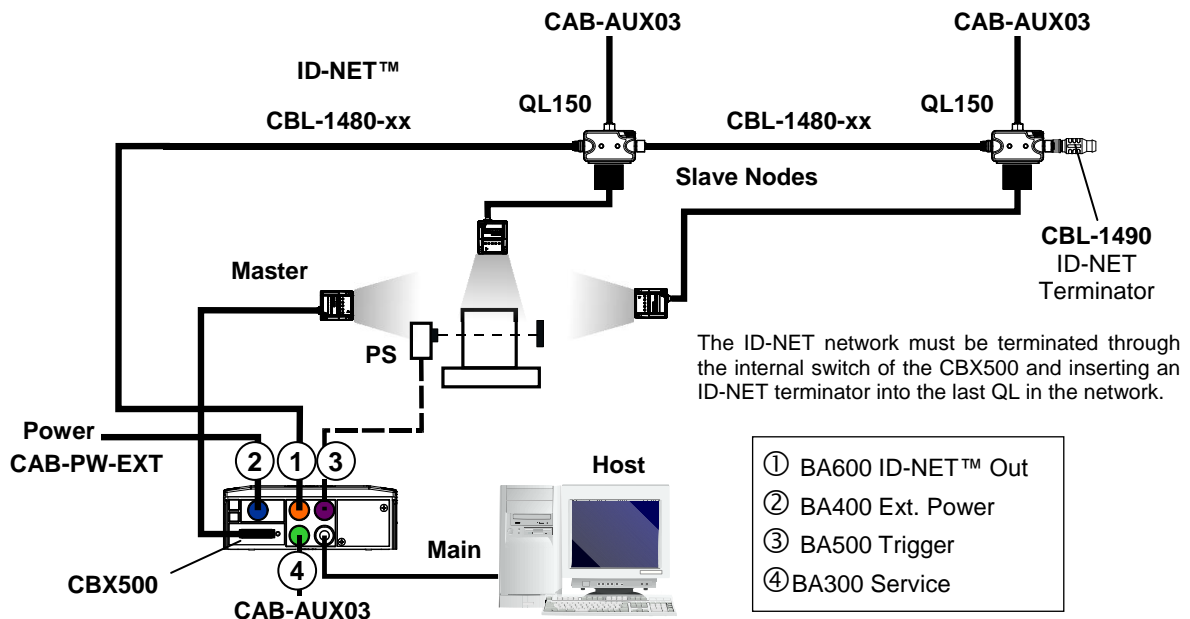 CAB-AUX03
CAB-AUX03
ID-NET™
QL150
QL150
CBL-1480-xx
CBL-1480-xx
Slave Nodes
CBL-1490
ID-NET
Terminator
Master
PS
The ID-NET network must be terminated through
the internal switch of the CBX500 and inserting an
ID-NET terminator into the last QL in the network.
Power
CAB-PW-EXT
2
1
3
Host
① BA600 ID-NET™ Out
② BA400 Ext. Power
③ BA500 Trigger
④ BA300 Service
Main
4
CBX500
CAB-AUX03